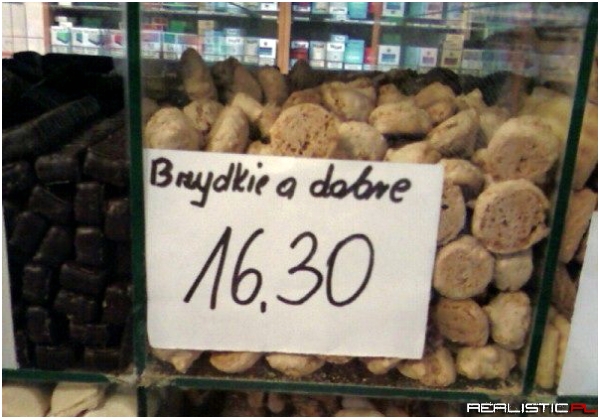 Brzydkie a dobre
16.30
REALISTIC.PL